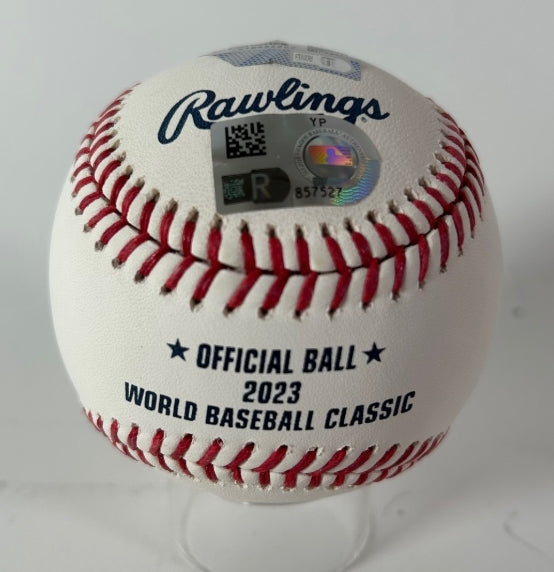 Rawlings
YP
R
857527
★ OFFICIAL BALL ★
2023
WORLD BASEBALL CLASSIC